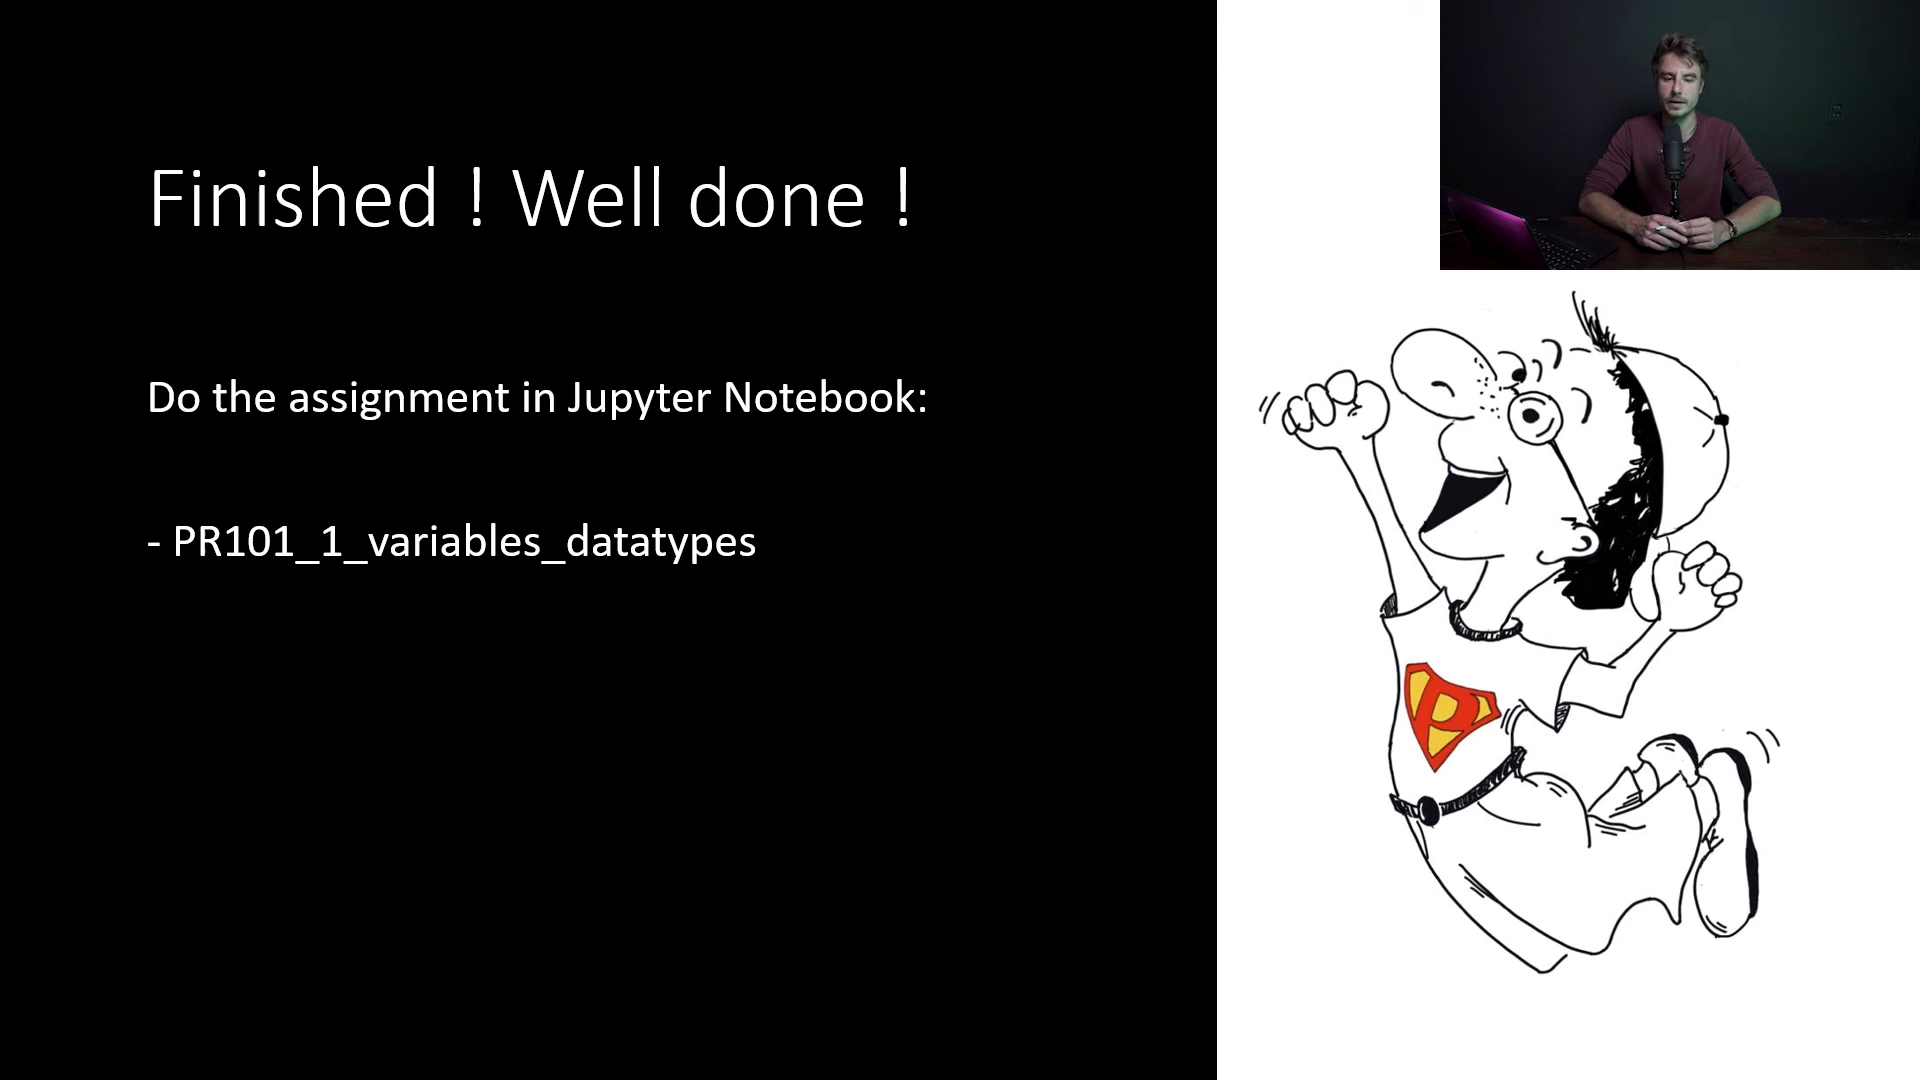 Finished ! Well done !
Do the assignment in Jupyter Notebook:
- PR101_1_variables_datatypes
P